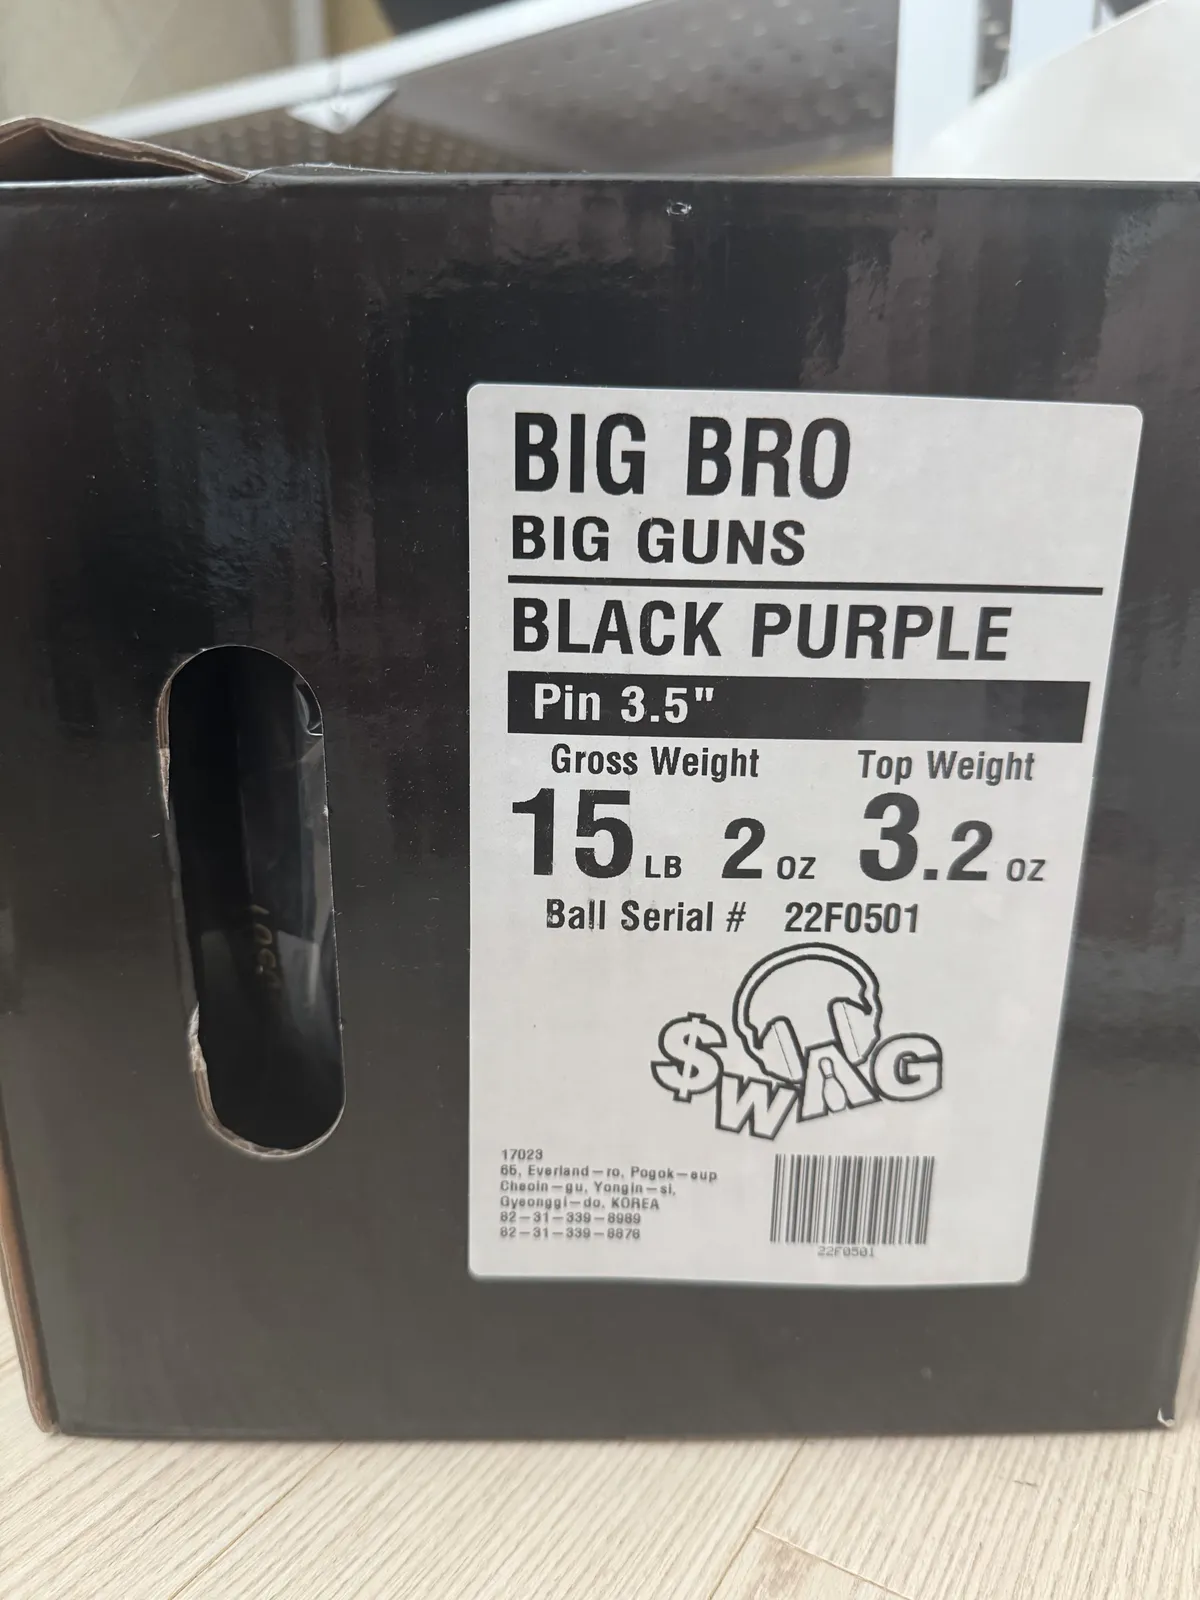 BIG BRO
BIG GUNS
BLACK PURPLE
Pin 3.5"
Gross Weight Top Weight
15 LB 2 oz 3.2 oz
Ball Serial # 22F0501
$WAG
17023
65, Everland-ro, Pogok-eup
Cheoin-gu, Yongin-si,
Gyeonggi-do, KOREA
82-31-339-8989
82-31-339-8876
22F0501